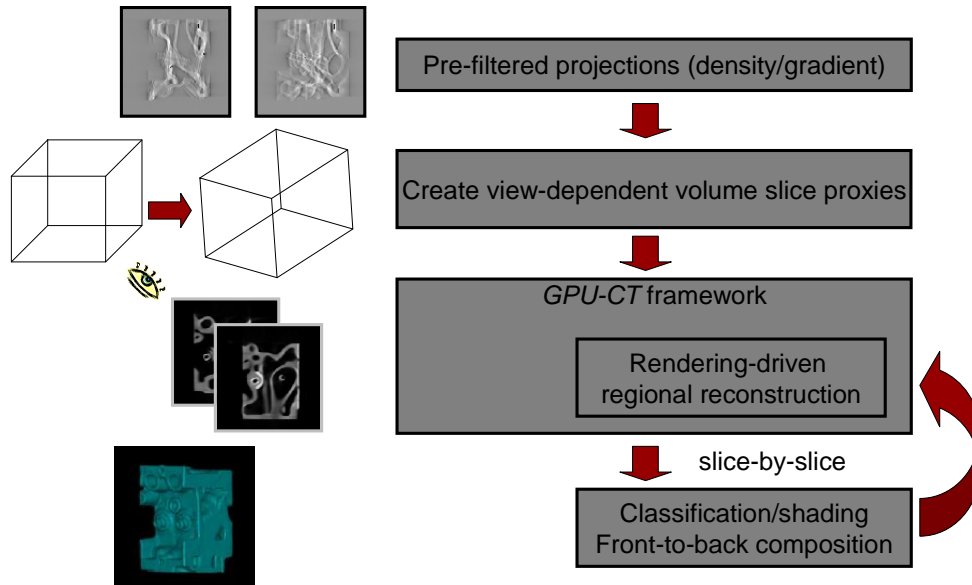 Pre-filtered projections (density/gradient)
Create view-dependent volume slice proxies
GPU-CT framework
Rendering-driven
regional reconstruction
slice-by-slice
Classification/shading
Front-to-back composition